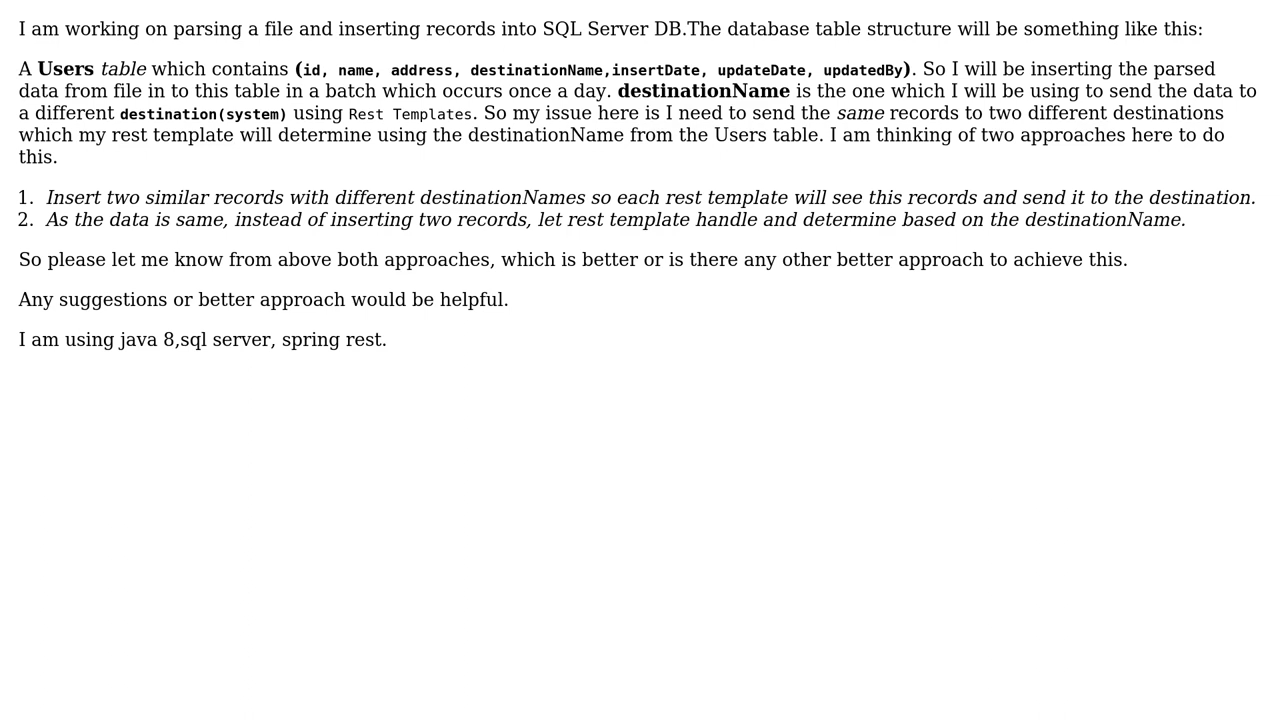 I am working on parsing a file and inserting records into SQL Server DB.The database table structure will be something like this:
A Users table which contains (id, name, address, destinationName,insertDate, updateDate, updatedBy). So I will be inserting the parsed
data from file in to this table in a batch which occurs once a day. destinationName is the one which I will be using to send the data to
a different destination(system) using Rest Templates. So my issue here is I need to send the same records to two different destinations
which my rest template will determine using the destinationName from the Users table. I am thinking of two approaches here to do
this.
1. Insert two similar records with different destinationNames so each rest template will see this records and send it to the destination.
2. As the data is same, instead of inserting two records, let rest template handle and determine based on the destinationName.
So please let me know from above both approaches, which is better or is there any other better approach to achieve this.
Any suggestions or better approach would be helpful.
I am using java 8,sql server, spring rest.